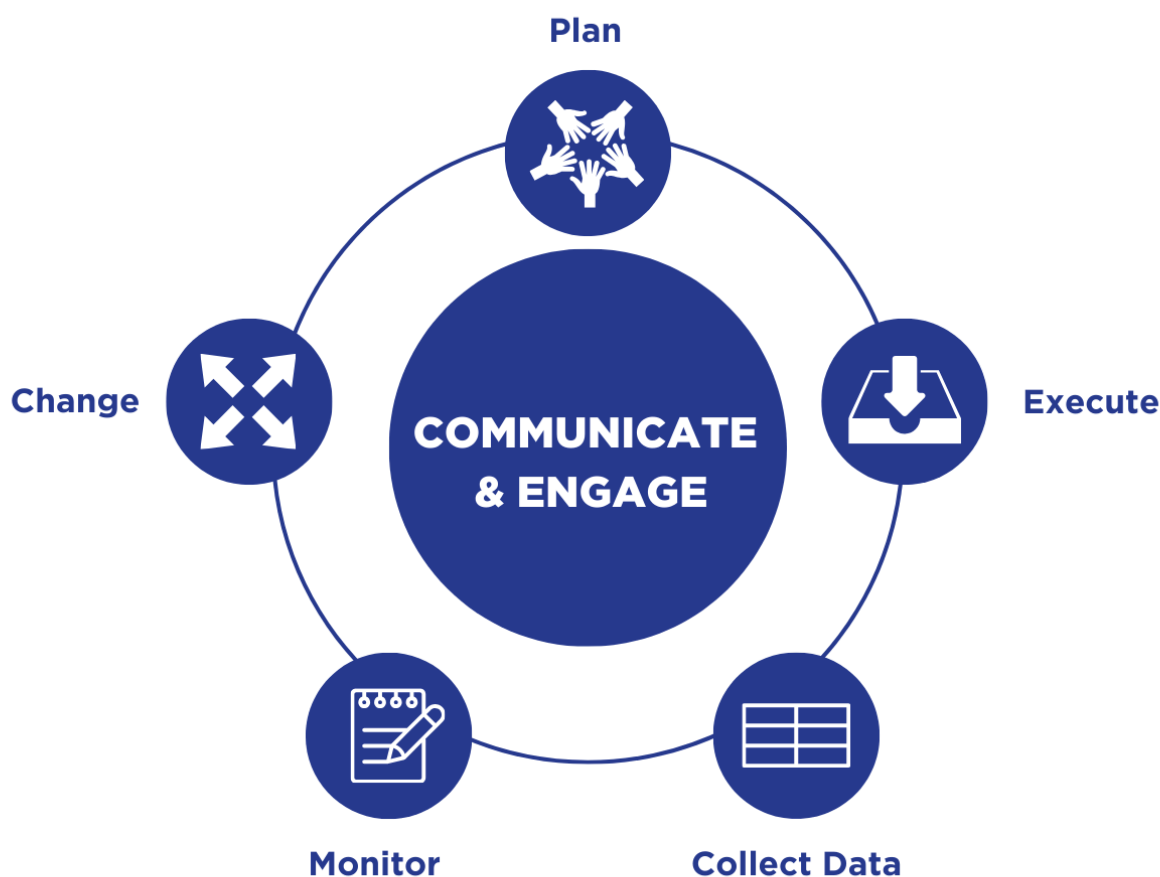 Plan
Change
COMMUNICATE
& ENGAGE
Execute
Monitor
Collect Data